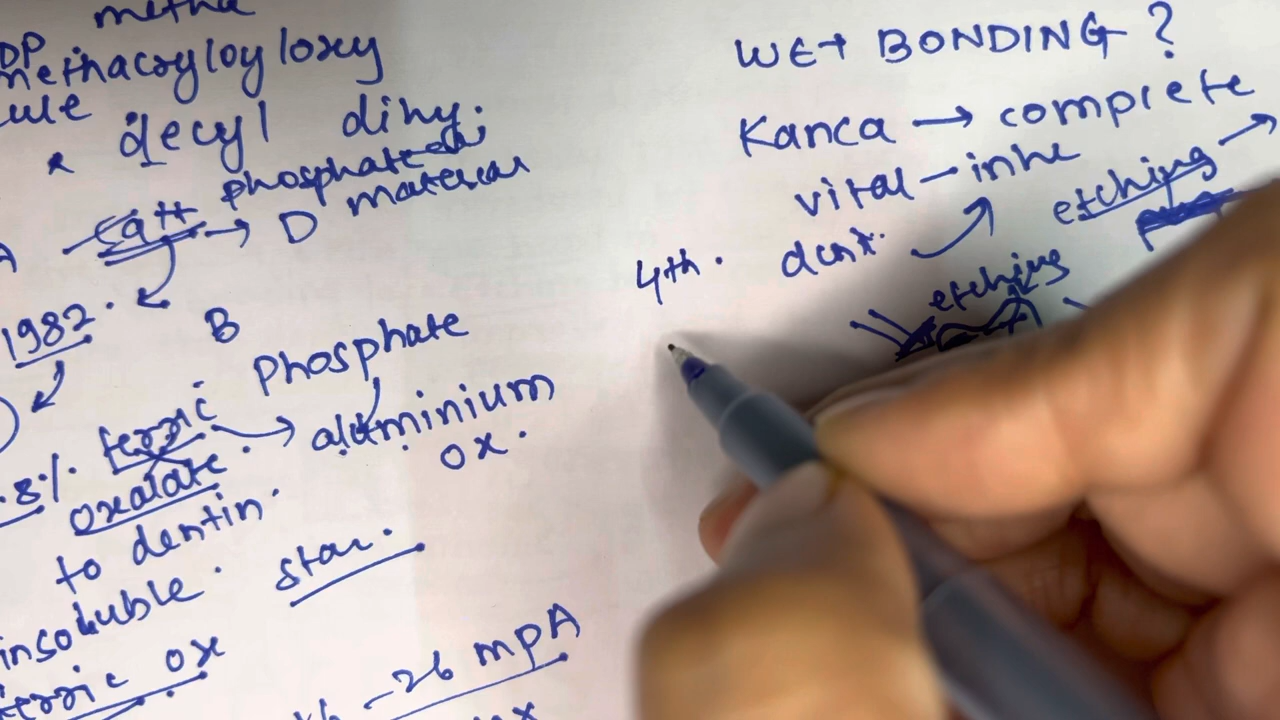 metha
DP
methacryloyloxy
ule
decyl dihy.
phosphate
D material
1982.
B
Phosphate
ferric
aluminium
ox.
.8%.
oxalate.
to dentin.
insoluble.
star.
ferric ox
-26 mpA
WET BONDING ?
Kanca → complete
vital - inhe
etching →
4th. dent.
etching